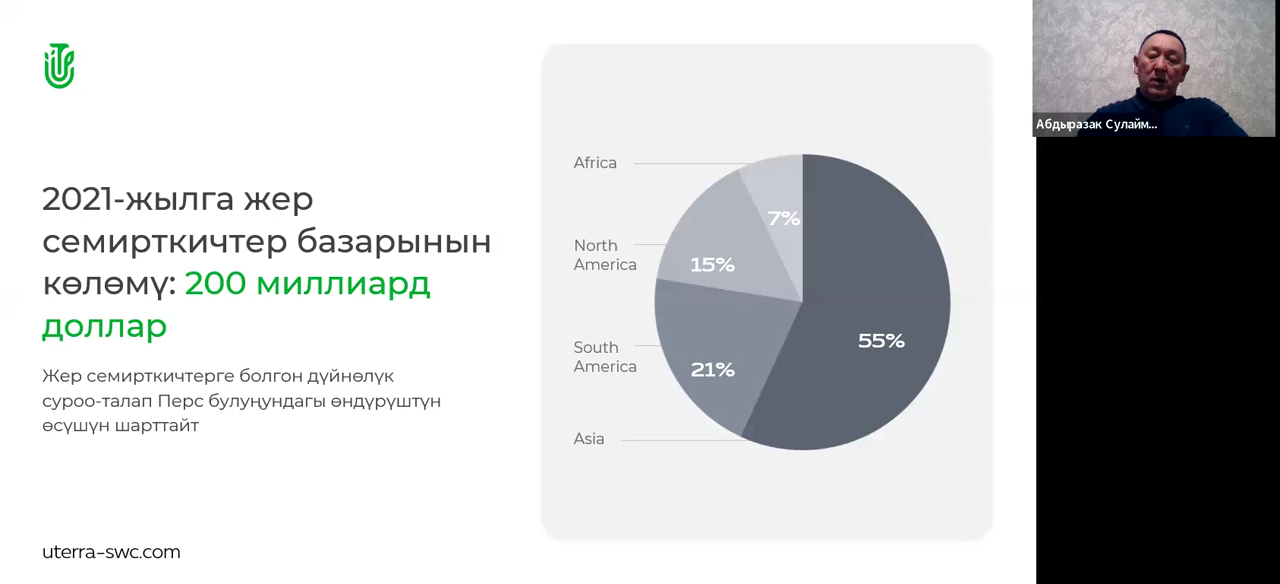 2021-жылга жер
семирткичтер базарынын
көлөмү: 200 миллиард
доллар
Жер семирткичтерге болгон дүйнөлүк
суроо-талап Перс булуңундагы өндүрүштүн
өсүшүн шарттайт
uterra-swc.com
Africa
7%
North
America
15%
South
America
21%
Asia
55%
Абдыразак Сулайм...